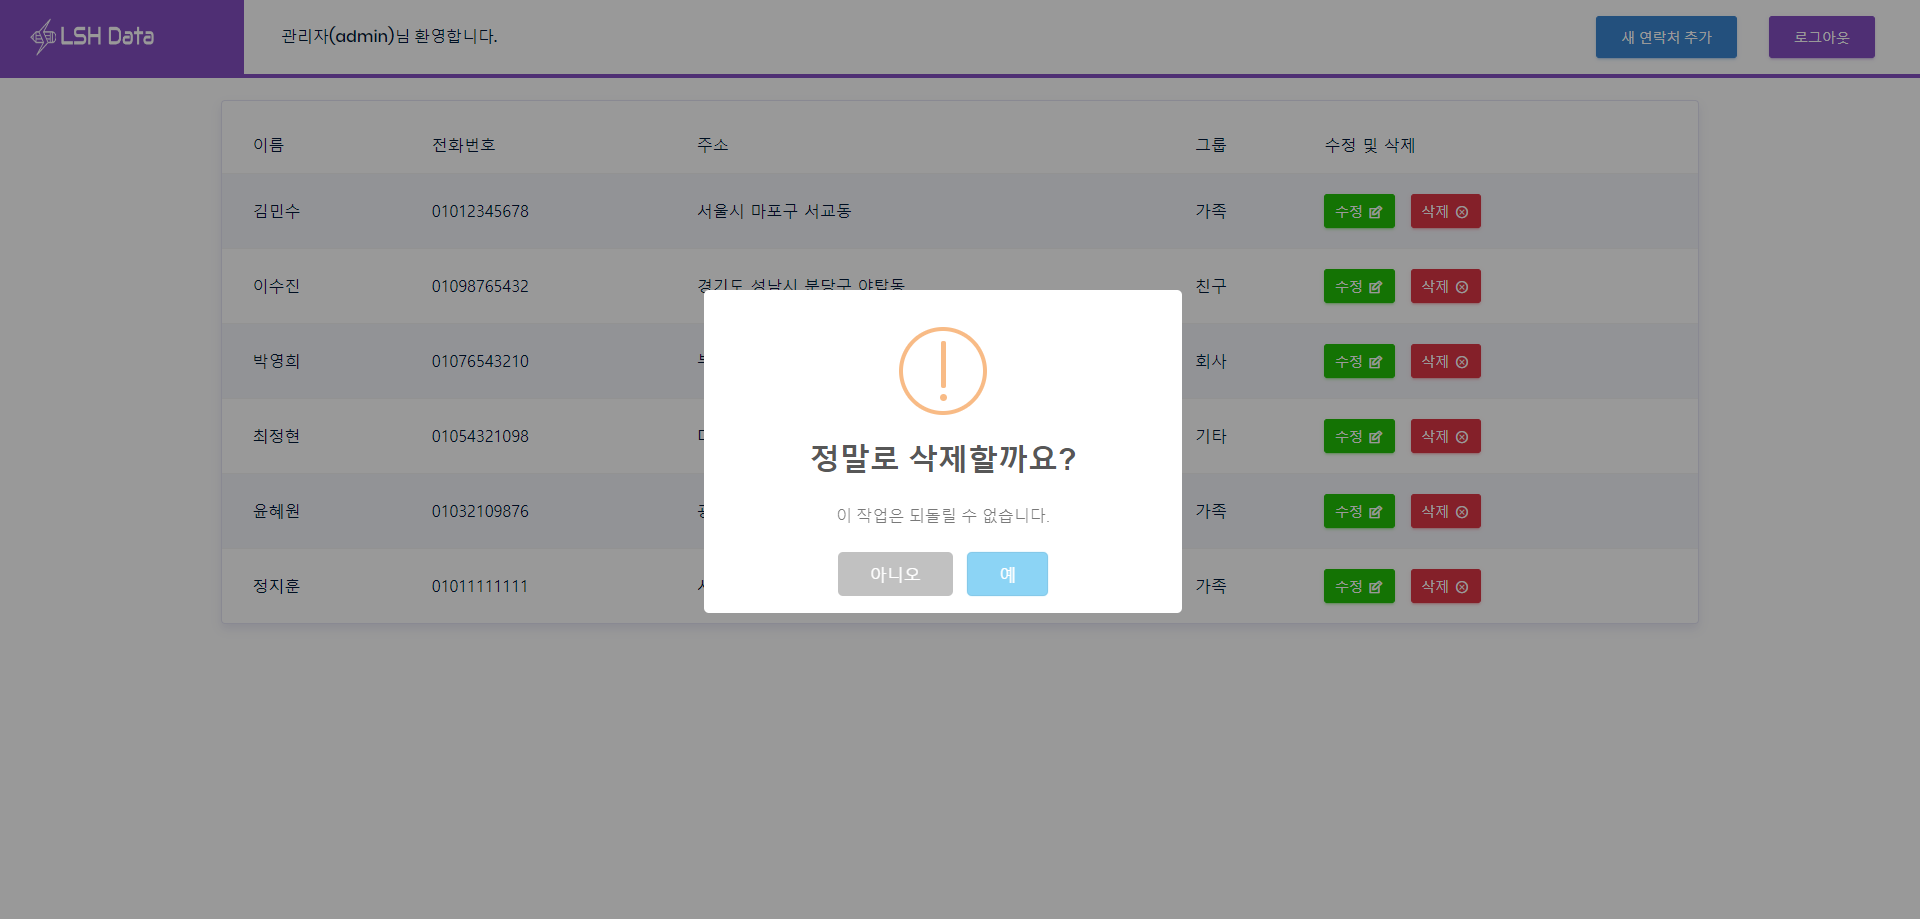 LSH Data
관리자(admin)님 환영합니다.
새 연락처 추가
로그아웃
이름 전화번호 주소 그룹 수정 및 삭제
김민수 01012345678 서울시 마포구 서교동 가족 수정 삭제
이수진 01098765432 경기도 성남시 분당구 야탑동 친구 수정 삭제
박영희 01076543210 회사 수정 삭제
최정현 01054321098 기타 수정 삭제
윤혜원 01032109876 가족 수정 삭제
정지훈 01011111111 가족 수정 삭제
정말로 삭제할까요?
이 작업은 되돌릴 수 없습니다.
아니오 예